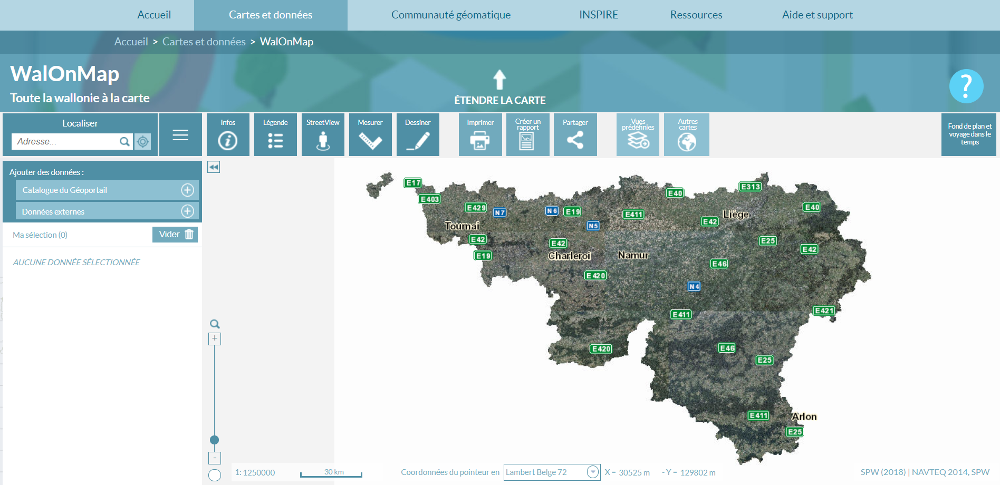 Accueil
Cartes et données
Communauté géomatique
INSPIRE
Ressources
Aide et support
Accueil > Cartes et données > WalOnMap
WalOnMap
Toute la wallonie à la carte
ÉTENDRE LA CARTE
?
Localiser
Adresse...
Infos
Légende
StreetView
Mesurer
Dessiner
Imprimer
Créer un
rapport
Partager
Vues
prédéfinies
Autres
cartes
Fond de plan et
voyage dans le
temps
Ajouter des données :
Catalogue du Géoportail
Données externes
Ma sélection (0)
Vider
AUCUNE DONNÉE SÉLECTIONNÉE
E17
E403
E429
N7
N6
E19
E411
E40
E313
E40
Tournai
N5
E42
Liège
E42
E19
E42
Charleroi
Namur
E25
E42
E46
E420
N4
E411
E421
E420
E46
E25
E411
Arlon
E25
+
-
1: 1250000
30 km
Coordonnées du pointeur en
Lambert Belge 72
X = 30525 m
- Y = 129802 m
SPW (2018) | NAVTEQ 2014, SPW